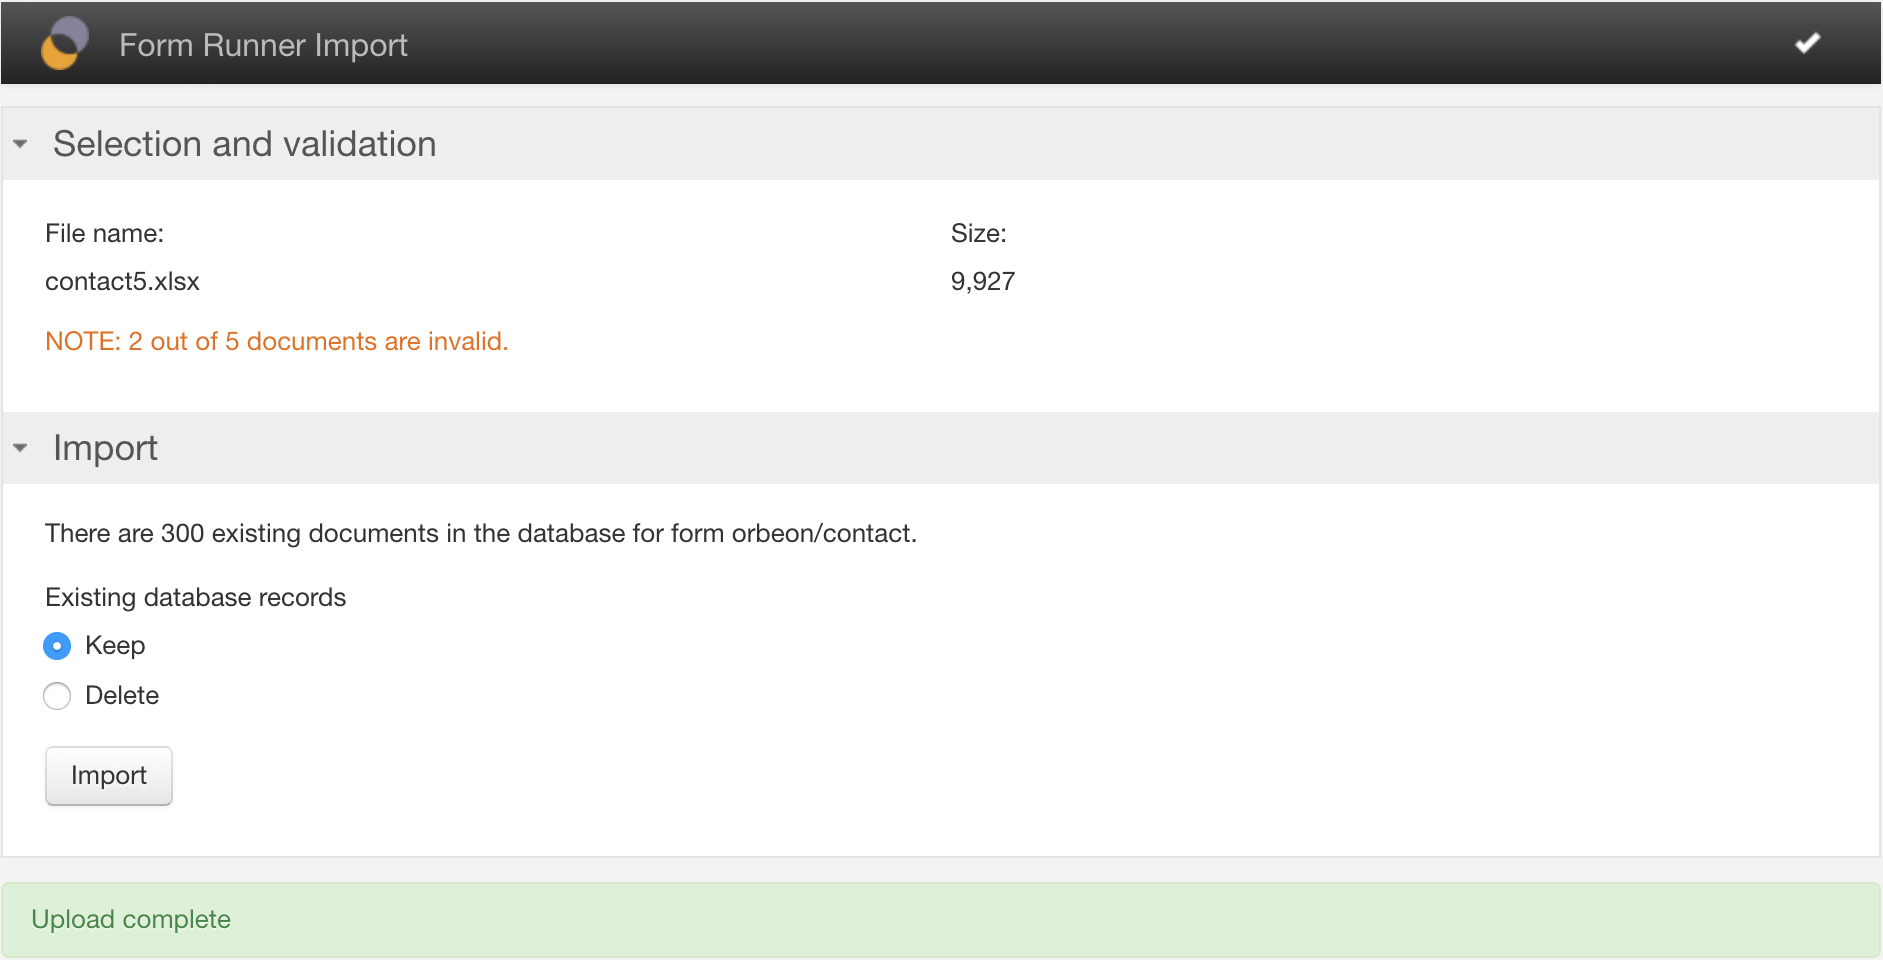 Form Runner Import
Selection and validation
File name:
Size:
contact5.xlsx
9,927
NOTE: 2 out of 5 documents are invalid.
Import
There are 300 existing documents in the database for form orbeon/contact.
Existing database records
Keep
Delete
Import
Upload complete